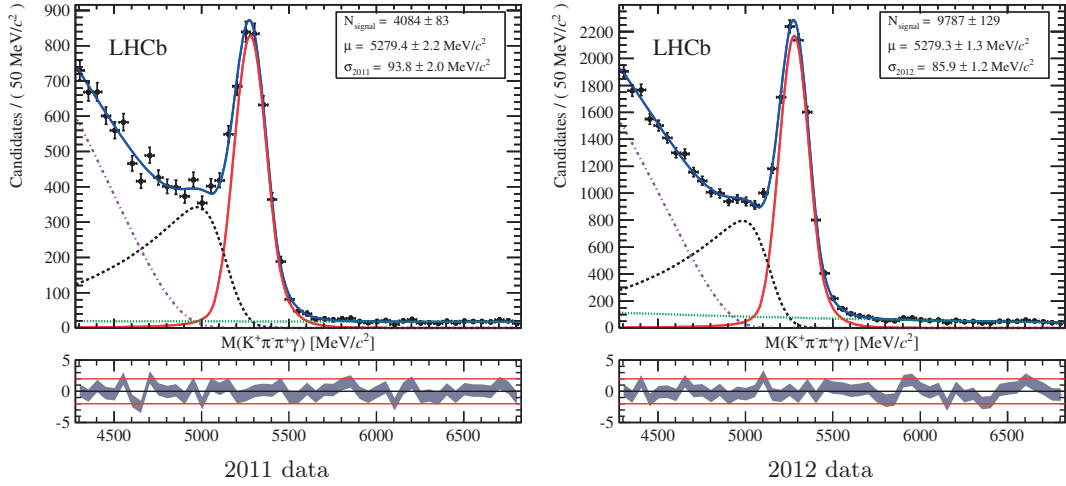 LHCb
N_signal = 4084 ± 83
μ = 5279.4 ± 2.2 MeV/c²
σ_2011 = 93.8 ± 2.0 MeV/c²
Candidates / ( 50 MeV/c² )
900
800
700
600
500
400
300
200
100
0
M(K⁺π⁻π⁺γ) [MeV/c²]
5
0
-5
4500 5000 5500 6000 6500
2011 data
LHCb
N_signal = 9787 ± 129
μ = 5279.3 ± 1.3 MeV/c²
σ_2012 = 85.9 ± 1.2 MeV/c²
Candidates / ( 50 MeV/c² )
2200
2000
1800
1600
1400
1200
1000
800
600
400
200
0
M(K⁺π⁻π⁺γ) [MeV/c²]
5
0
-5
4500 5000 5500 6000 6500
2012 data